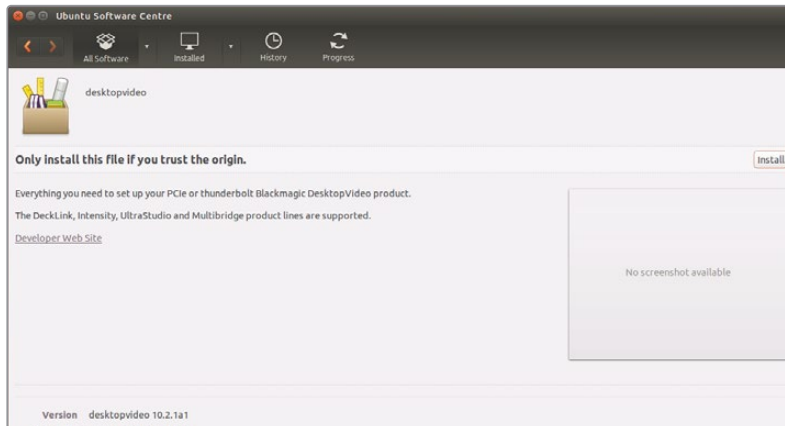 Ubuntu Software Centre
All Software
Installed
History
Progress
desktopvideo
Only install this file if you trust the origin.
Install
Everything you need to set up your PCIe or thunderbolt Blackmagic DesktopVideo product.
The DeckLink, Intensity, UltraStudio and Multibridge product lines are supported.
Developer Web Site
No screenshot available
Version desktopvideo 10.2.1a1